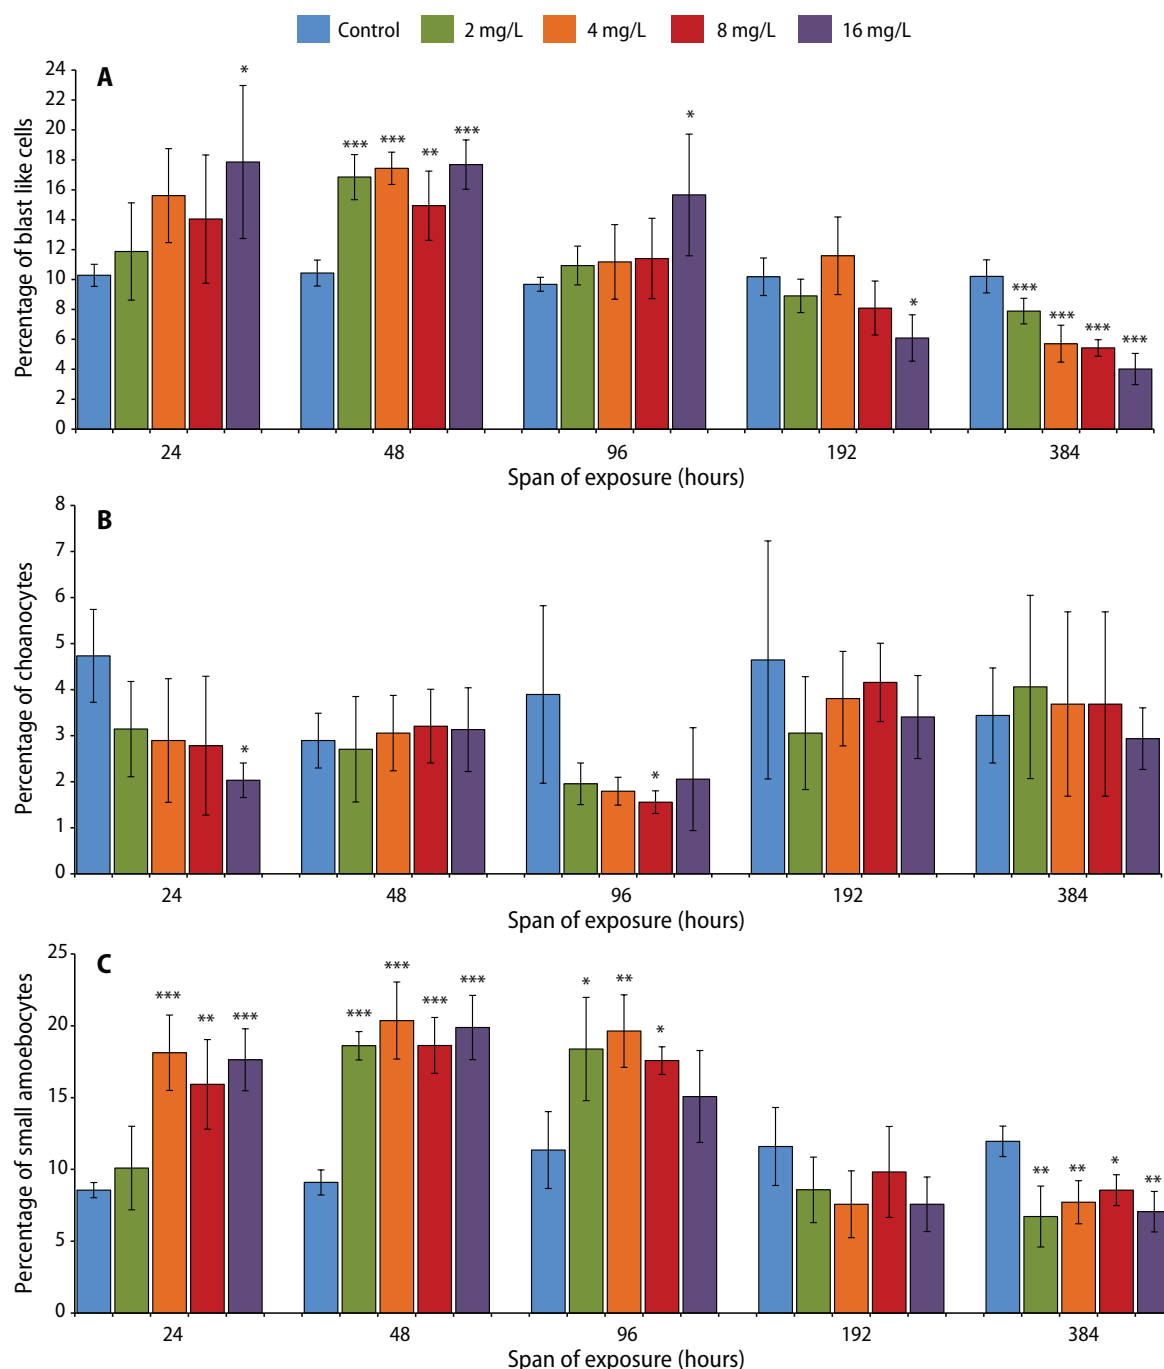 Control 2 mg/L 4 mg/L 8 mg/L 16 mg/L
A
Percentage of blast like cells
24
22
20
18
16
14
12
10
8
6
4
2
0
*
*** *** ** ***
*
*
*** *** *** ***
24 48 96 192 384
Span of exposure (hours)
B
Percentage of choanocytes
8
7
6
5
4
3
2
1
0
*
*
24 48 96 192 384
Span of exposure (hours)
C
Percentage of small amoebocytes
25
20
15
10
5
0
*** ** ***
*** *** *** ***
* ** *
** ** * **
24 48 96 192 384
Span of exposure (hours)